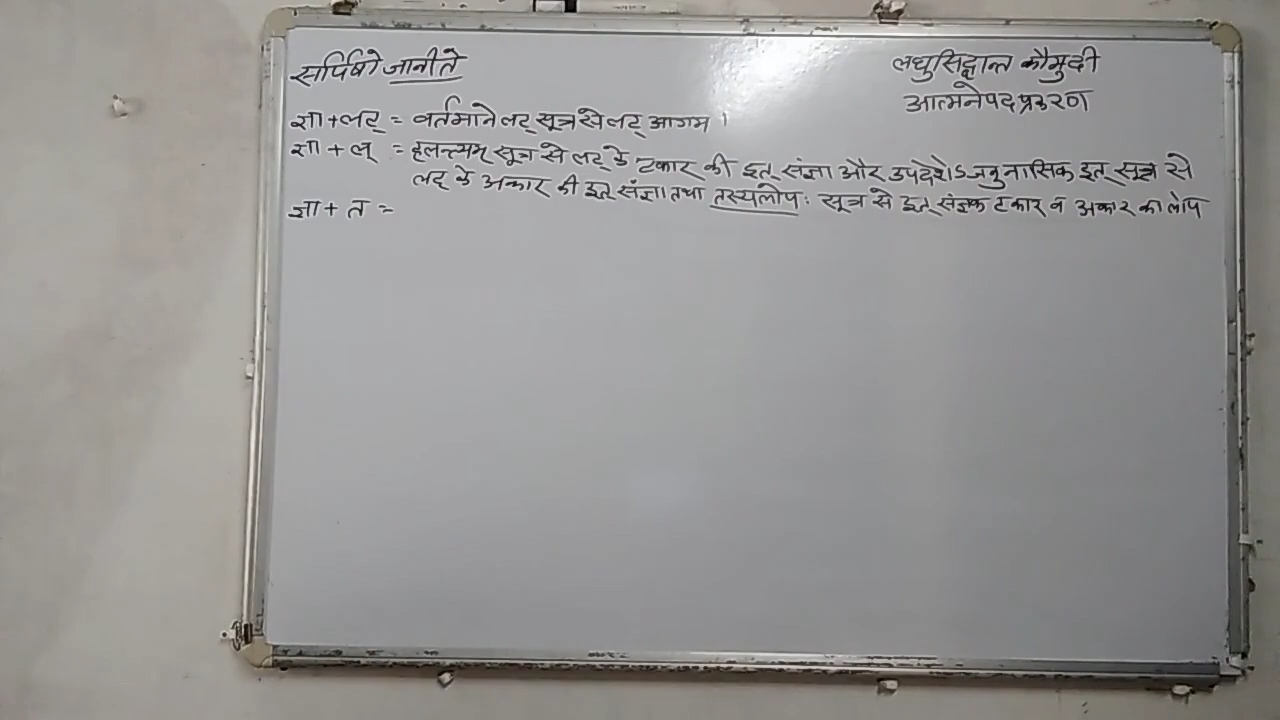 सर्पिषो जानीते
लघुसिद्धान्त कौमुदी
आत्मनेपदप्रकरण
ज्ञा + लट् = वर्तमाने लट् सूत्र से लट् आगम ।
ज्ञा + ल् = हलन्त्यम् सूत्र से लट् के टकार की इत् संज्ञा और उपदेशेऽजनुनासिक इत् सूत्र से
लट् के अकार की इत् संज्ञा तथा तस्यलोपः सूत्र से इत् संज्ञक टकार व अकार का लोप
ज्ञा + त =